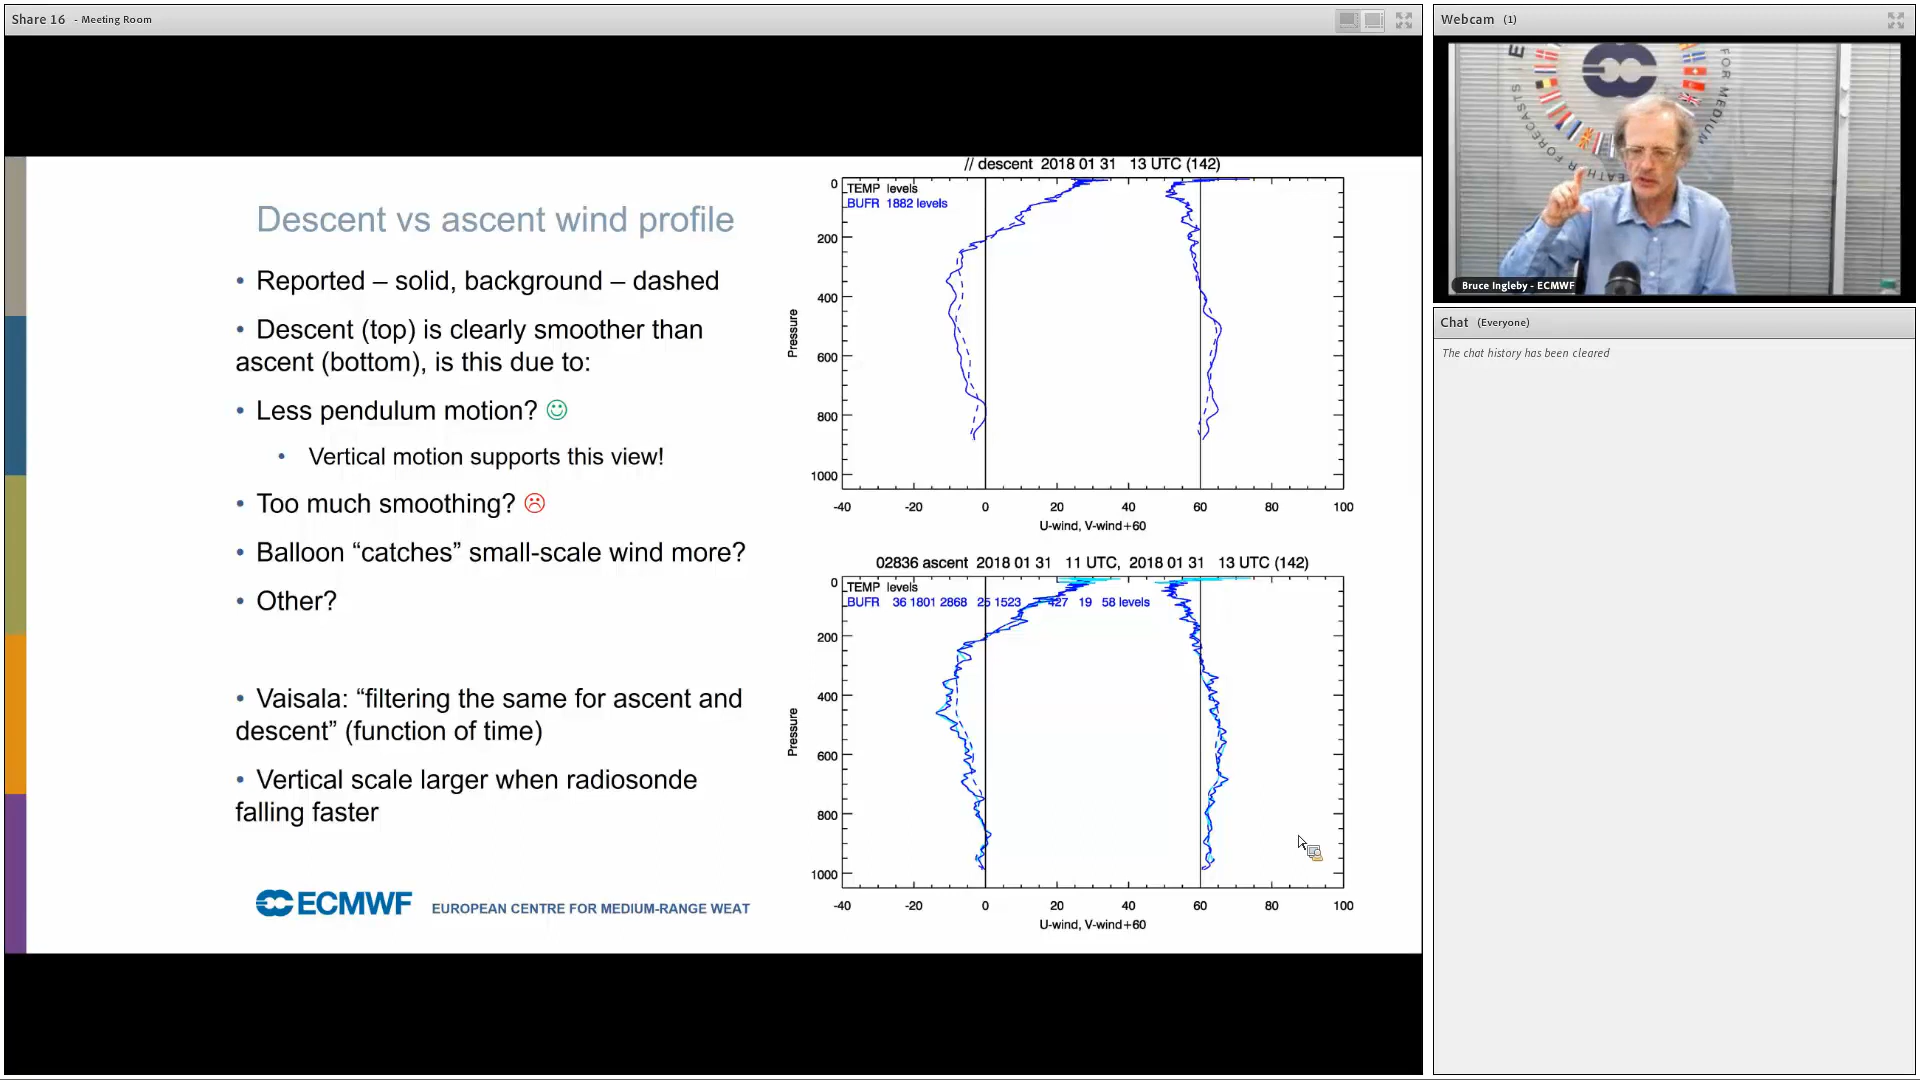 Share 16 - Meeting Room
Descent vs ascent wind profile
• Reported – solid, background – dashed
• Descent (top) is clearly smoother than
ascent (bottom), is this due to:
• Less pendulum motion?
• Vertical motion supports this view!
• Too much smoothing?
• Balloon “catches” small-scale wind more?
• Other?
• Vaisala: “filtering the same for ascent and
descent” (function of time)
• Vertical scale larger when radiosonde
falling faster
ECMWF EUROPEAN CENTRE FOR MEDIUM-RANGE WEAT
// descent 2018 01 31 13 UTC (142)
TEMP levels
BUFR 1882 levels
0
200
400
600
800
1000
Pressure
-40 -20 0 20 40 60 80 100
U-wind, V-wind+60
02836 ascent 2018 01 31 11 UTC, 2018 01 31 13 UTC (142)
TEMP levels
BUFR 36 1801 2868 25 1523 427 19 58 levels
0
200
400
600
800
1000
Pressure
-40 -20 0 20 40 60 80 100
U-wind, V-wind+60
Webcam (1)
FOR MEDIUM
FORECASTS
Bruce Ingleby - ECMWF
Chat (Everyone)
The chat history has been cleared